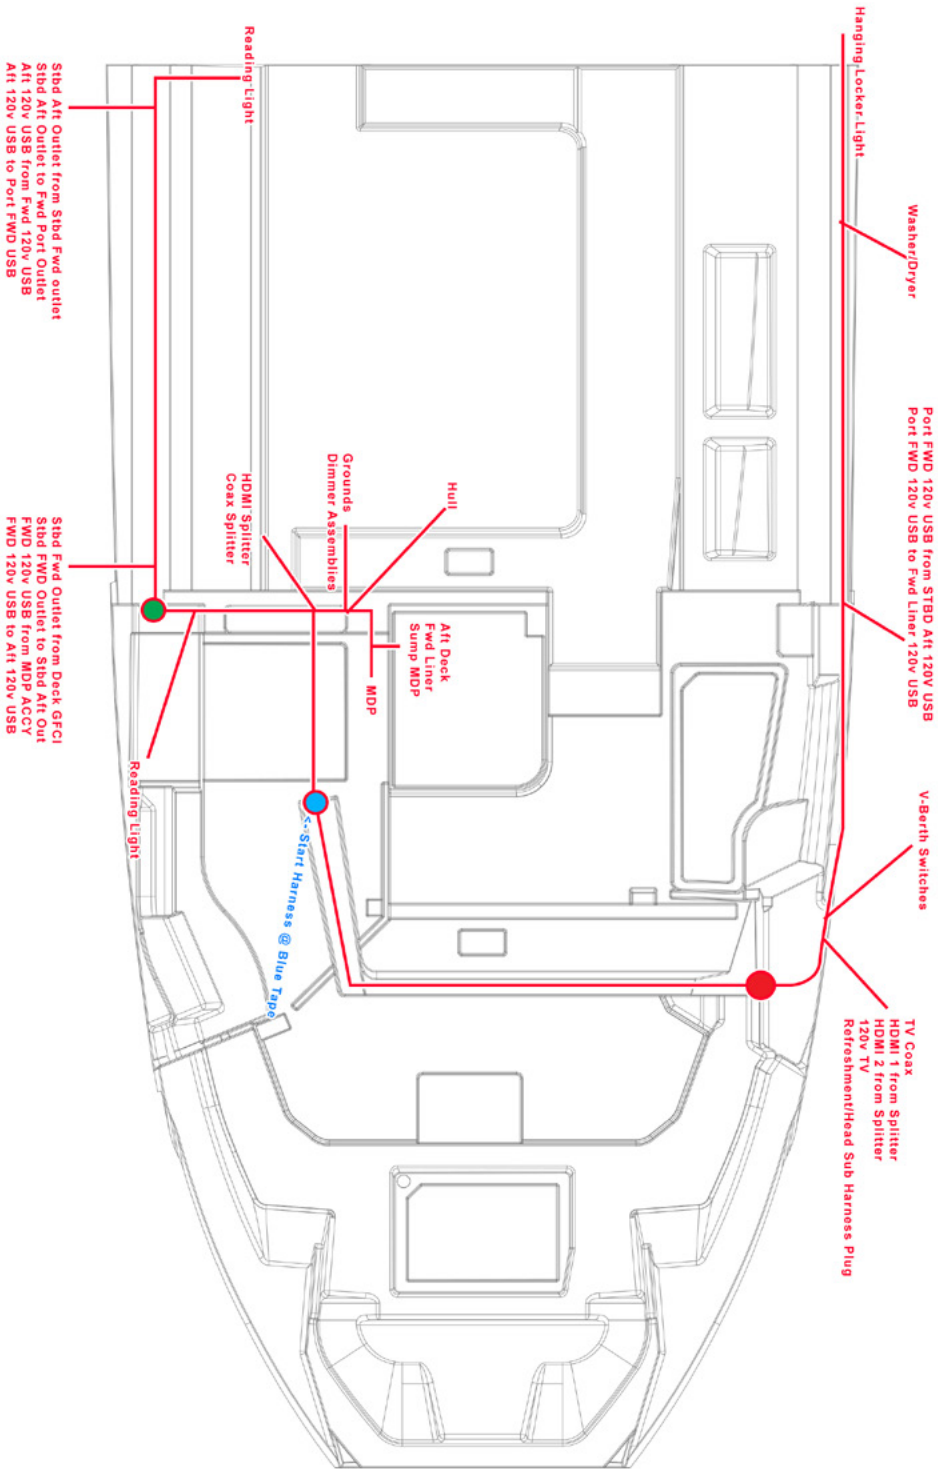 Hanging Locker Light
Washer/Dryer
Port FWD 120v USB from STBD Aft 120V USB
Port FWD 120v USB to Fwd Liner 120v USB
V-Berth Switches
TV Coax
HDMI 1 from Splitter
HDMI 2 from Splitter
120v TV
Refreshment/Head Sub Harness Plug
Reading Light
Hull
Grounds
Dimmer Assemblies
HDMI Splitter
Coax Splitter
Aft Deck
Fwd Liner
Sump MDP
MDP
<- Start Harness @ Blue Tape
Reading Light
Stbd Aft Outlet from Stbd Fwd outlet
Stbd Aft Outlet to Fwd Port Outlet
Aft 120v USB from Fwd 120v USB
Aft 120v USB to Port FWD USB
Stbd Fwd Outlet from Deck GFCI
Stbd FWD Outlet to Stbd Aft Out
FWD 120v USB from MDP ACCY
FWD 120v USB to Aft 120v USB